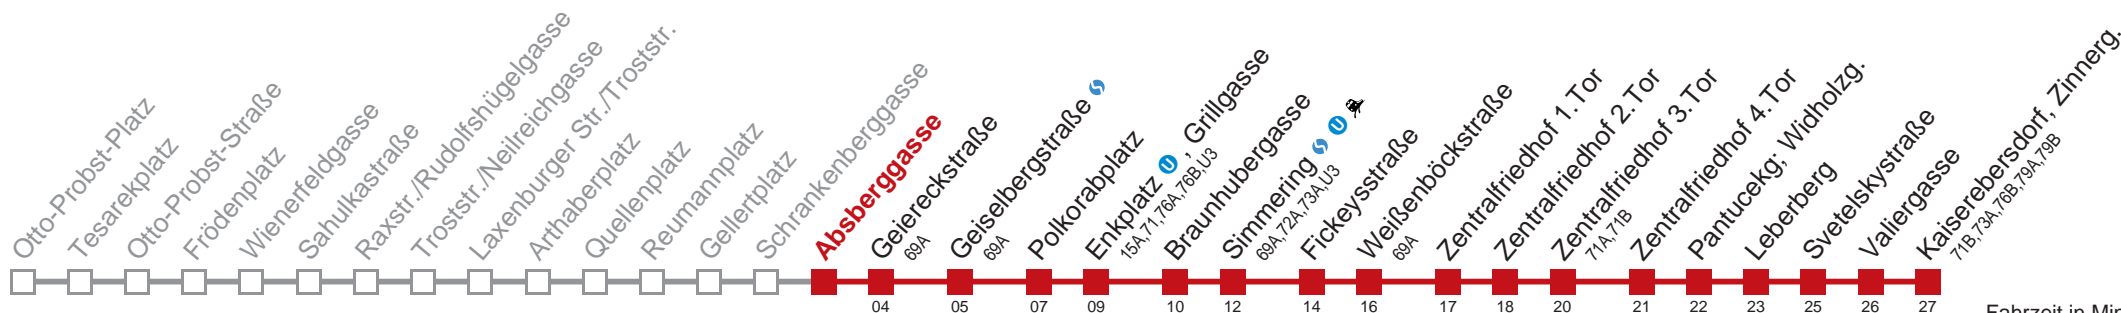 Otto-Probst-Platz
Tesarekplatz
Otto-Probst-Straße
Frödenplatz
Wienerfeldgasse
Sahulkastraße
Raxstr./Rudolfshügelgasse
Troststr./Neilreichgasse
Laxenburger Str./Troststr.
Arthaberplatz
Quellenplatz
Reumannplatz
Gellertplatz
Schrankenberggasse
Absberggasse
Geiereckstraße
69A
Geiselbergstraße
69A
Polkorabplatz
Enkplatz U , Grillgasse
15A,71,76A,76B,U3
Braunhubergasse
Simmering U
69A,72A,73A,U3
Fickeysstraße
Weißenböckstraße
69A
Zentralfriedhof 1.Tor
Zentralfriedhof 2.Tor
Zentralfriedhof 3.Tor
71A,71B
Zentralfriedhof 4.Tor
Pantucekg; Widholzg.
Leberberg
Svetelskystraße
Valiergasse
Kaiserebersdorf, Zinnerg.
71B,73A,76B,79A,79B
04 05 07 09 10 12 14 16 17 18 20 21 22 23 25 26 27
Fahrzeit in